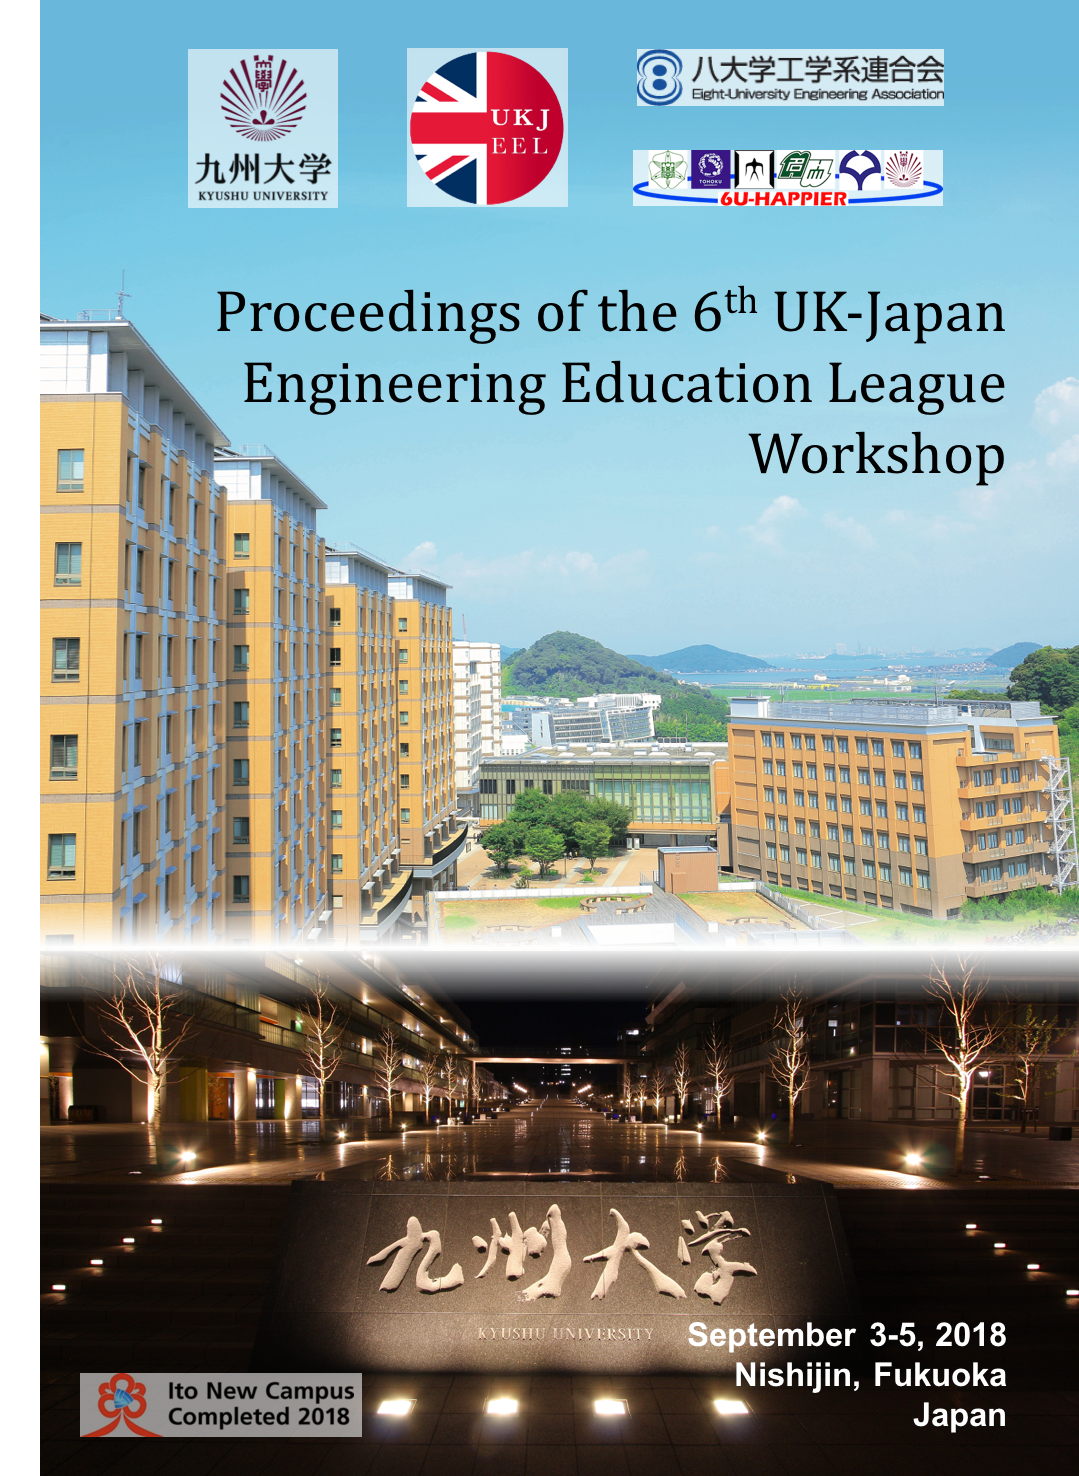 九州大学
KYUSHU UNIVERSITY
UKJ
EEL
八大学工学系連合会
Eight-University Engineering Association
TOHOKU
6U-HAPPIER
Proceedings of the 6th UK-Japan
Engineering Education League
Workshop
九州大学
KYUSHU UNIVERSITY
September 3-5, 2018
Nishijin, Fukuoka
Japan
Ito New Campus
Completed 2018